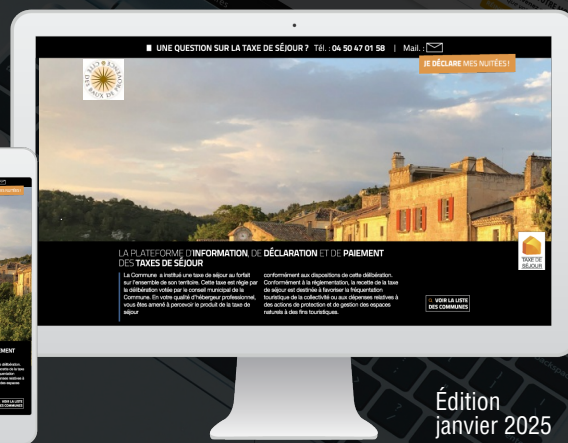 UNE QUESTION SUR LA TAXE DE SÉJOUR ? Tél. : 04 50 47 01 58 | Mail. :
JE DÉCLARE MES NUITÉES !
LA PLATEFORME D'INFORMATION, DE DÉCLARATION ET DE PAIEMENT
DES TAXES DE SÉJOUR
La Commune a institué une taxe de séjour au forfait
sur l'ensemble de son territoire. Cette taxe est régie par
la délibération votée par le conseil municipal de la
Commune. En votre qualité d'hébergeur professionnel,
vous êtes amené à percevoir le produit de la taxe de
séjour
conformément aux dispositions de cette délibération.
Conformément à la réglementation, la recette de la taxe
de séjour est destinée à favoriser la fréquentation
touristique de la collectivité ou aux dépenses relatives à
des actions de protection et de gestion des espaces
naturels à des fins touristiques.
TAXE DE
SÉJOUR
VOIR LA LISTE
DES COMMUNES
Édition
janvier 2025